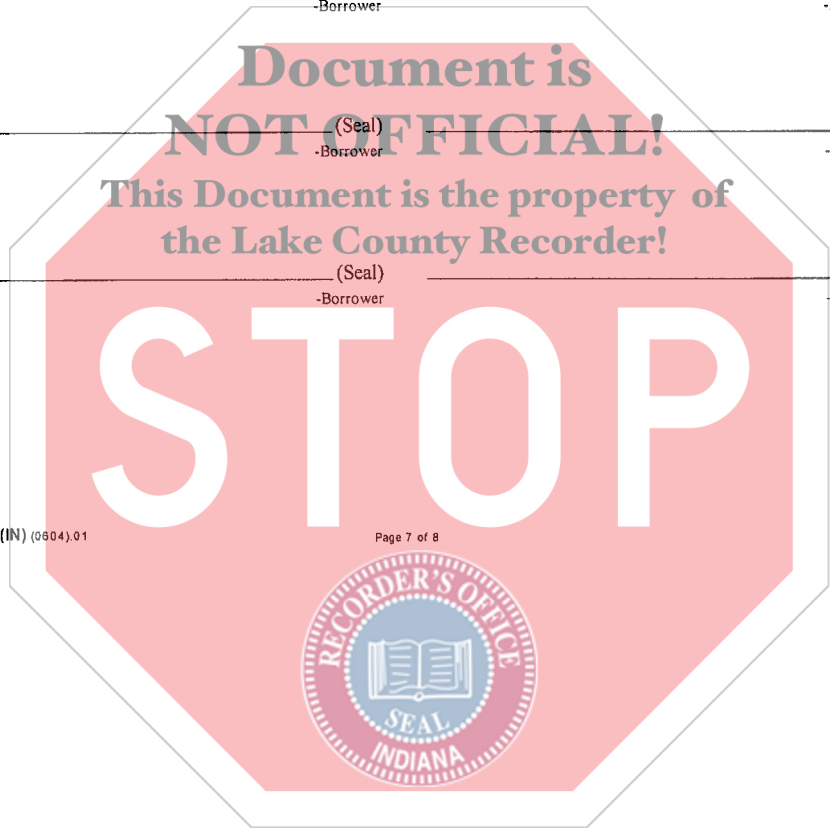 -Borrower
Document is
(Seal)
NOT OFFICIAL!
-Borrower
This Document is the property of
the Lake County Recorder!
(Seal)
-Borrower
STOP
(IN) (0604).01 Page 7 of 8
RECORDER'S OFFICE
SEAL
INDIANA